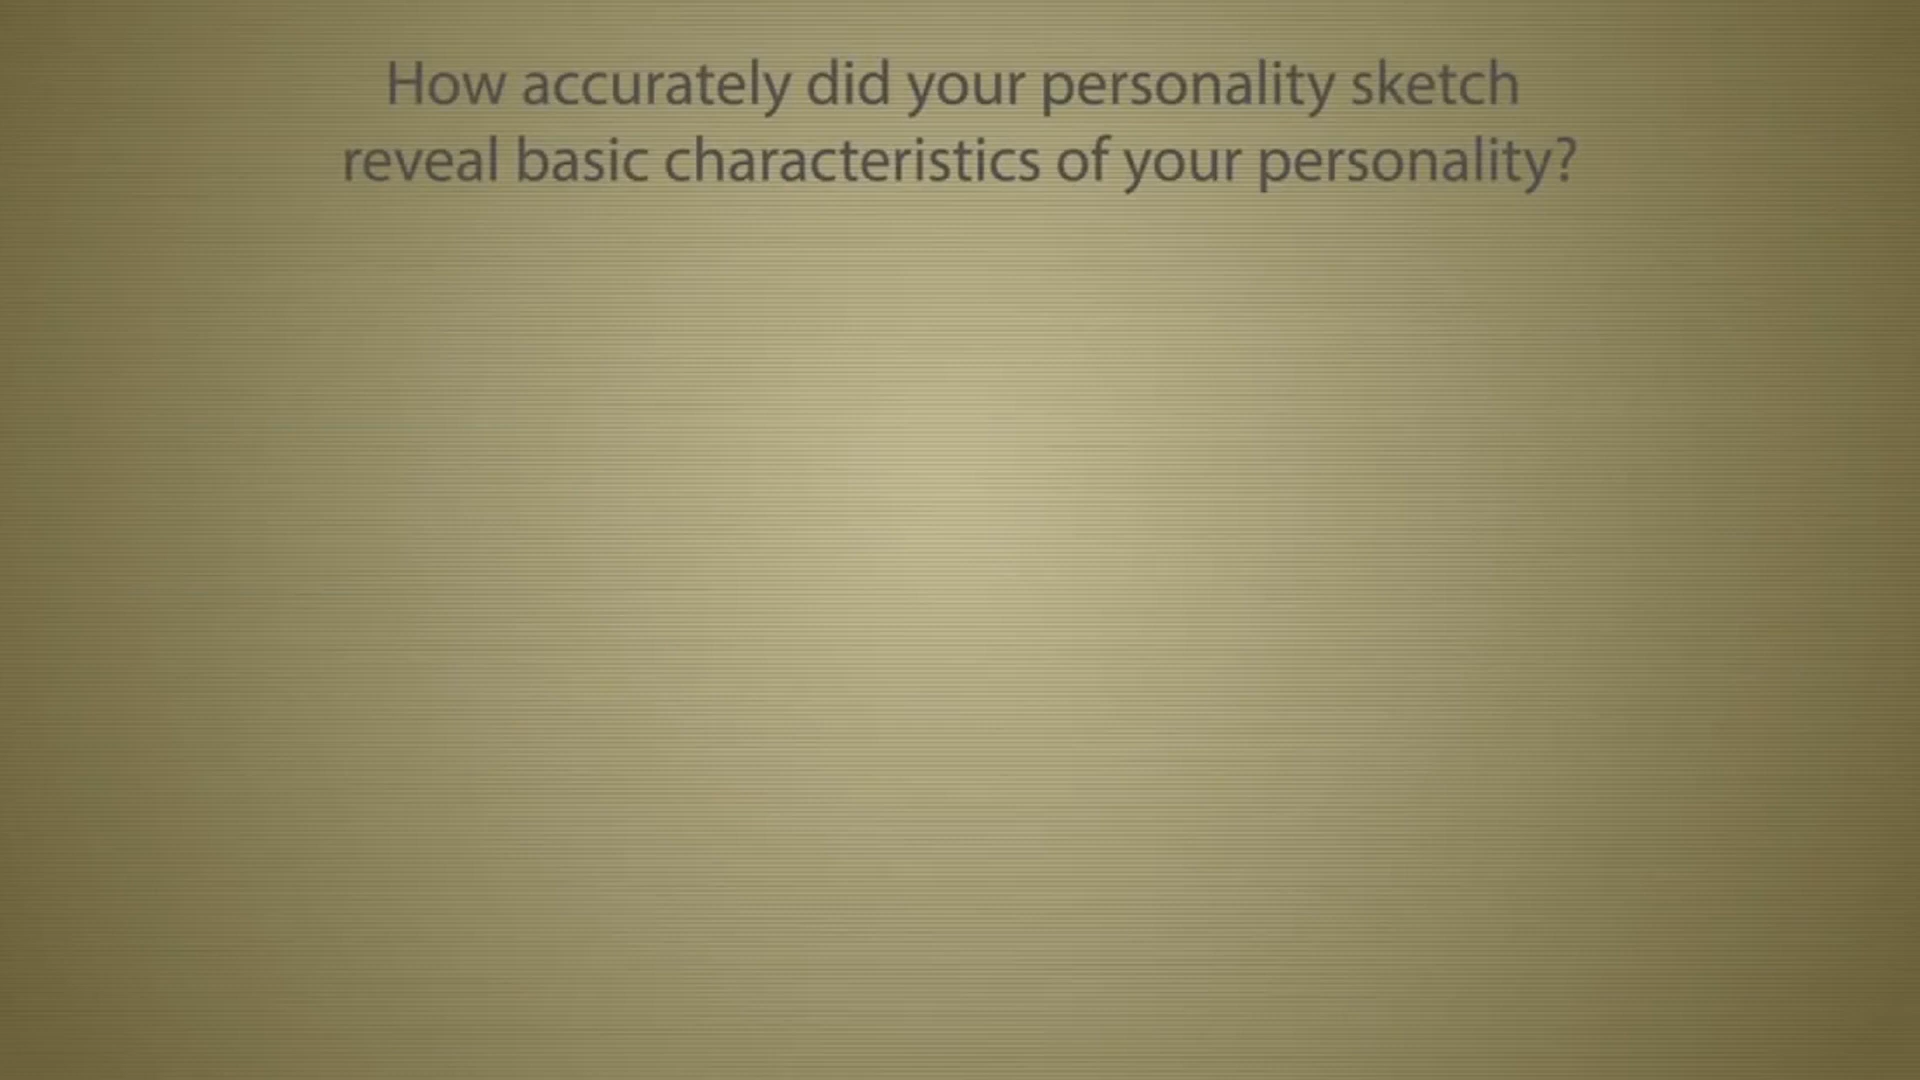 How accurately did your personality sketch
reveal basic characteristics of your personality?